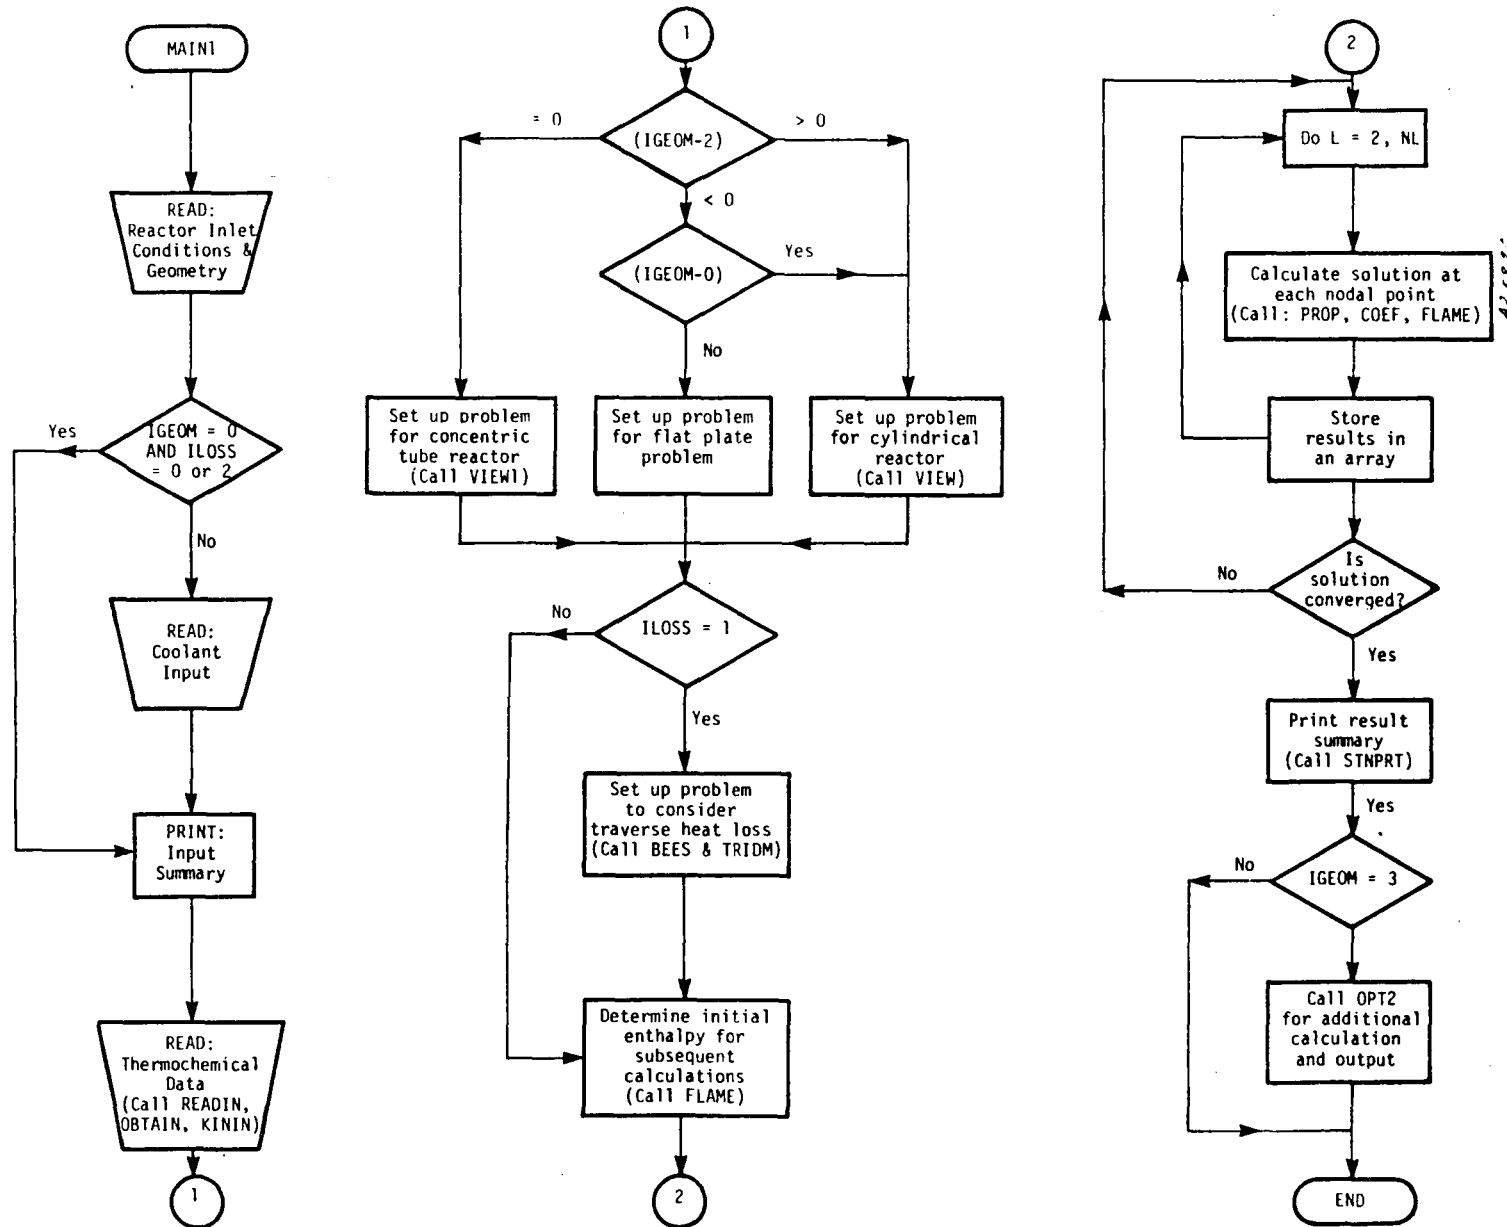 MAIN1
READ:
Reactor Inlet
Conditions &
Geometry
IGEOM = 0
AND ILOSS
= 0 or 2
Yes
No
READ:
Coolant
Input
PRINT:
Input
Summary
READ:
Thermochemical
Data
(Call READIN,
OBTAIN, KININ)
1
1
(IGEOM-2)
= 0
> 0
< 0
(IGEOM-0)
Yes
No
Set up problem
for concentric
tube reactor
(Call VIEW1)
Set up problem
for flat plate
problem
Set up problem
for cylindrical
reactor
(Call VIEW)
ILOSS = 1
No
Yes
Set up problem
to consider
traverse heat loss
(Call BEES & TRIDM)
Determine initial
enthalpy for
subsequent
calculations
(Call FLAME)
2
2
Do L = 2, NL
Calculate solution at
each nodal point
(Call: PROP, COEF, FLAME)
Store
results in
an array
Is
solution
converged?
No
Yes
Print result
summary
(Call STNPRT)
Yes
IGEOM = 3
No
Call OPT2
for additional
calculation
and output
END